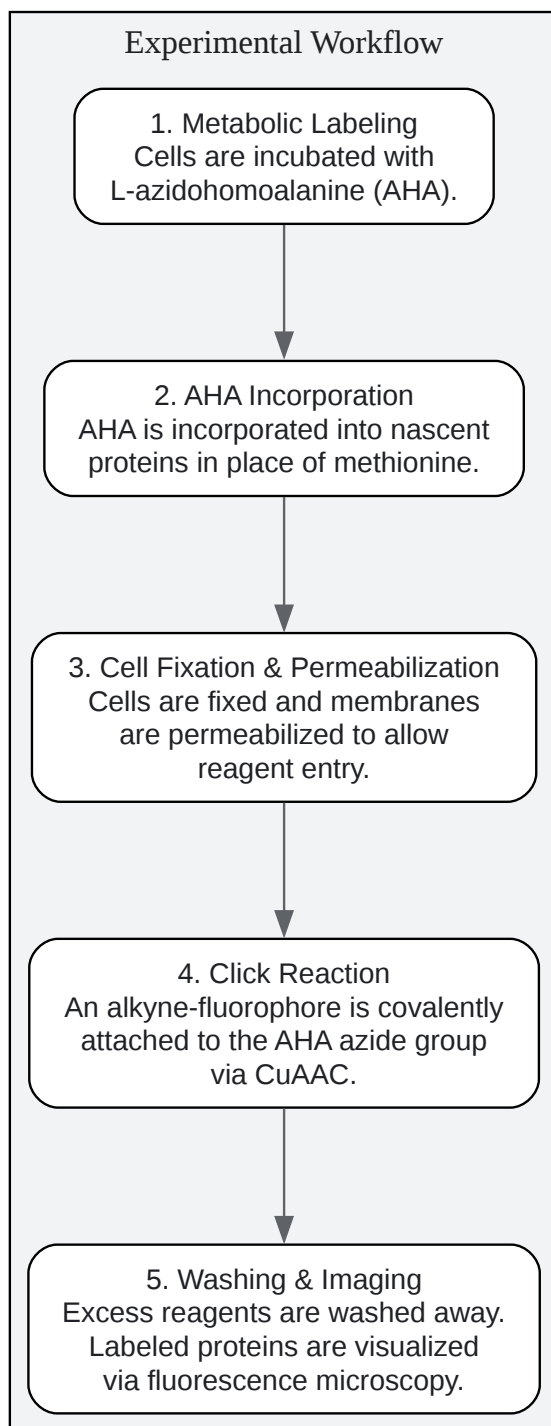 Experimental Workflow
1. Metabolic Labeling
Cells are incubated with
L-azidohomoalanine (AHA).
2. AHA Incorporation
AHA is incorporated into nascent
proteins in place of methionine.
3. Cell Fixation & Permeabilization
Cells are fixed and membranes
are permeabilized to allow
reagent entry.
4. Click Reaction
An alkyne-fluorophore is covalently
attached to the AHA azide group
via CuAAC.
5. Washing & Imaging
Excess reagents are washed away.
Labeled proteins are visualized
via fluorescence microscopy.